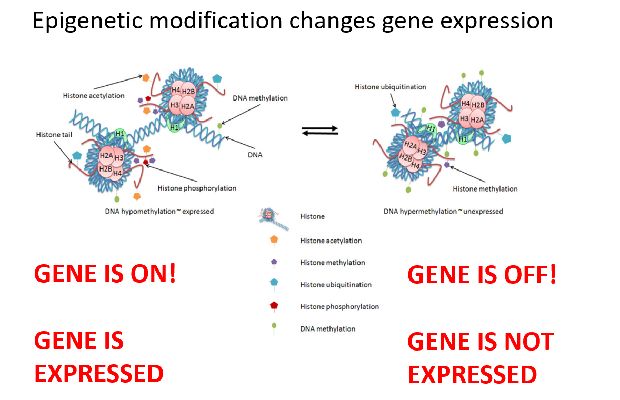 Epigenetic modification changes gene expression
Histone acetylation
H4 H2B
H3 H2A
H1
DNA methylation
Histone tail
H1
H2A H3
H2B H4
DNA
Histone phosphorylation
DNA hypomethylation ~ expressed
Histone ubiquitination
H4 H2B
H3 H2A
H1
H1
H2A H3
H2B H4
Histone methylation
DNA hypermethylation ~ unexpressed
Histone
Histone acetylation
Histone methylation
Histone ubiquitination
Histone phosphorylation
DNA methylation
GENE IS ON!
GENE IS
EXPRESSED
GENE IS OFF!
GENE IS NOT
EXPRESSED